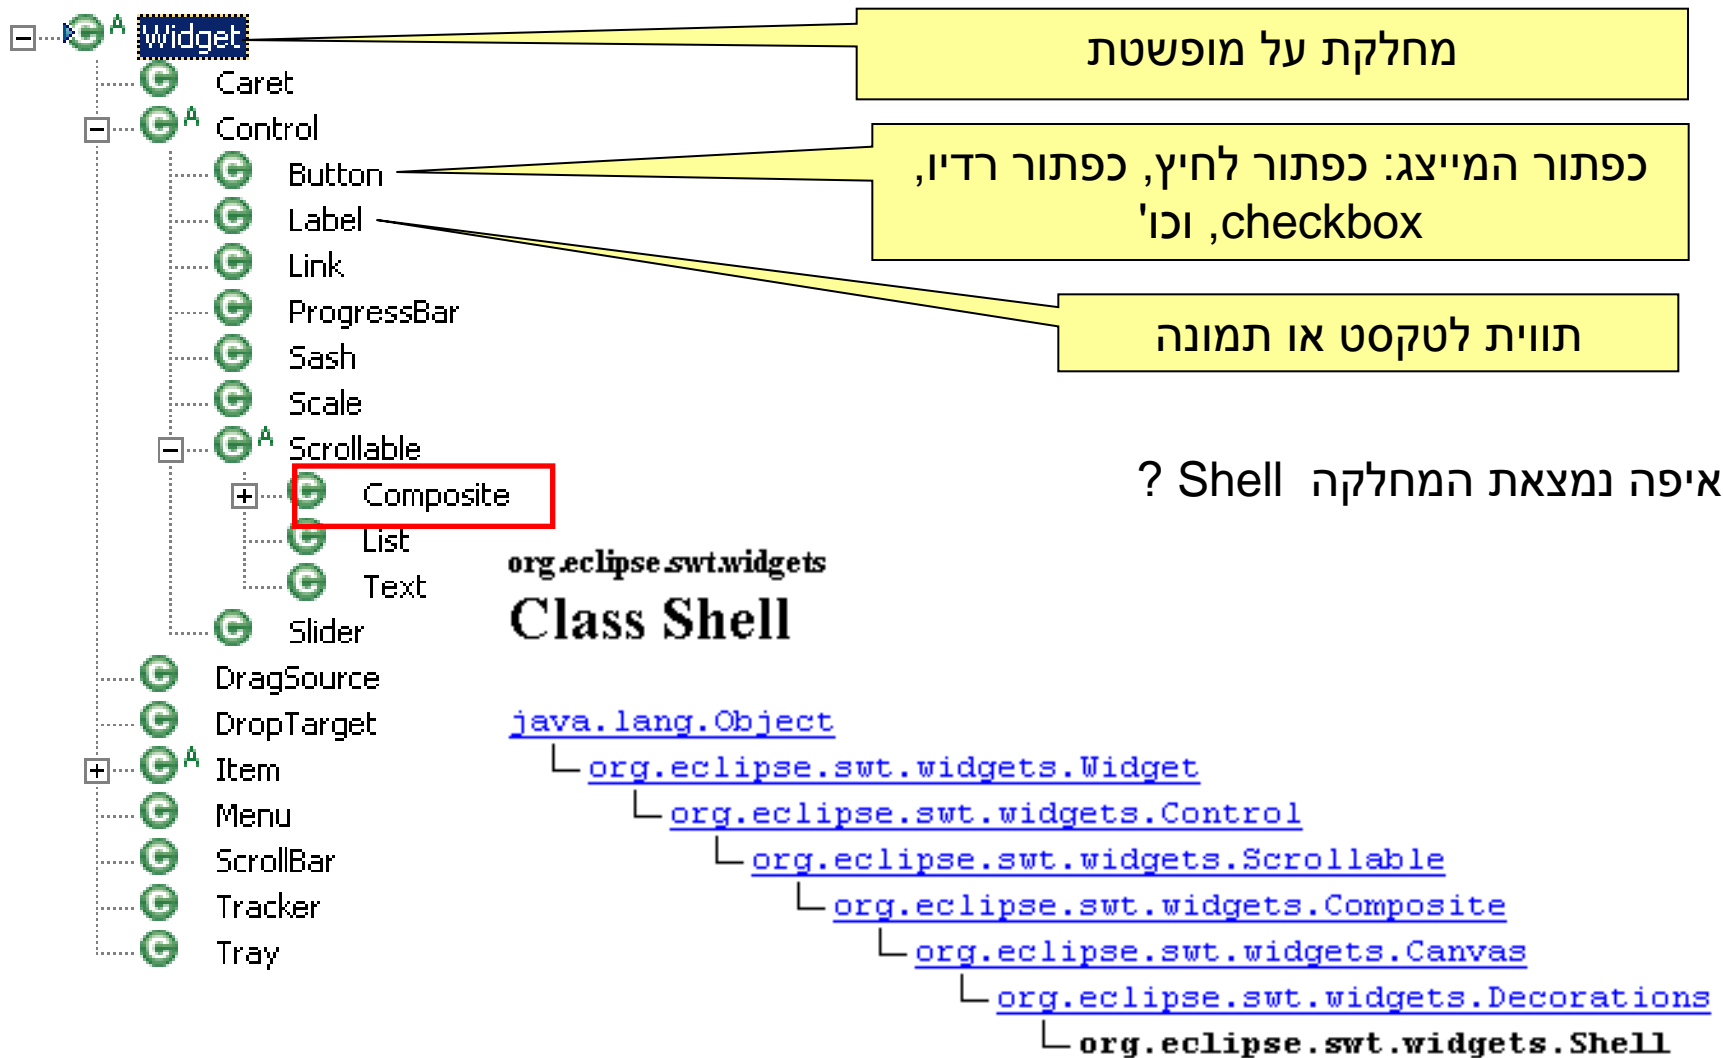 Widget
Caret
Control
Button
Label
Link
ProgressBar
Sash
Scale
Scrollable
Composite
List
Text
Slider
DragSource
DropTarget
Item
Menu
ScrollBar
Tracker
Tray
A
A
A
A
מחלקת על מופשטת
כפתור המייצג: כפתור לחיץ, כפתור רדיו,
checkbox, וכו'
תווית לטקסט או תמונה
איפה נמצאת המחלקה Shell ?
org.eclipse.swt.widgets
Class Shell
java.lang.Object
org.eclipse.swt.widgets.Widget
org.eclipse.swt.widgets.Control
org.eclipse.swt.widgets.Scrollable
org.eclipse.swt.widgets.Composite
org.eclipse.swt.widgets.Canvas
org.eclipse.swt.widgets.Decorations
org.eclipse.swt.widgets.Shell